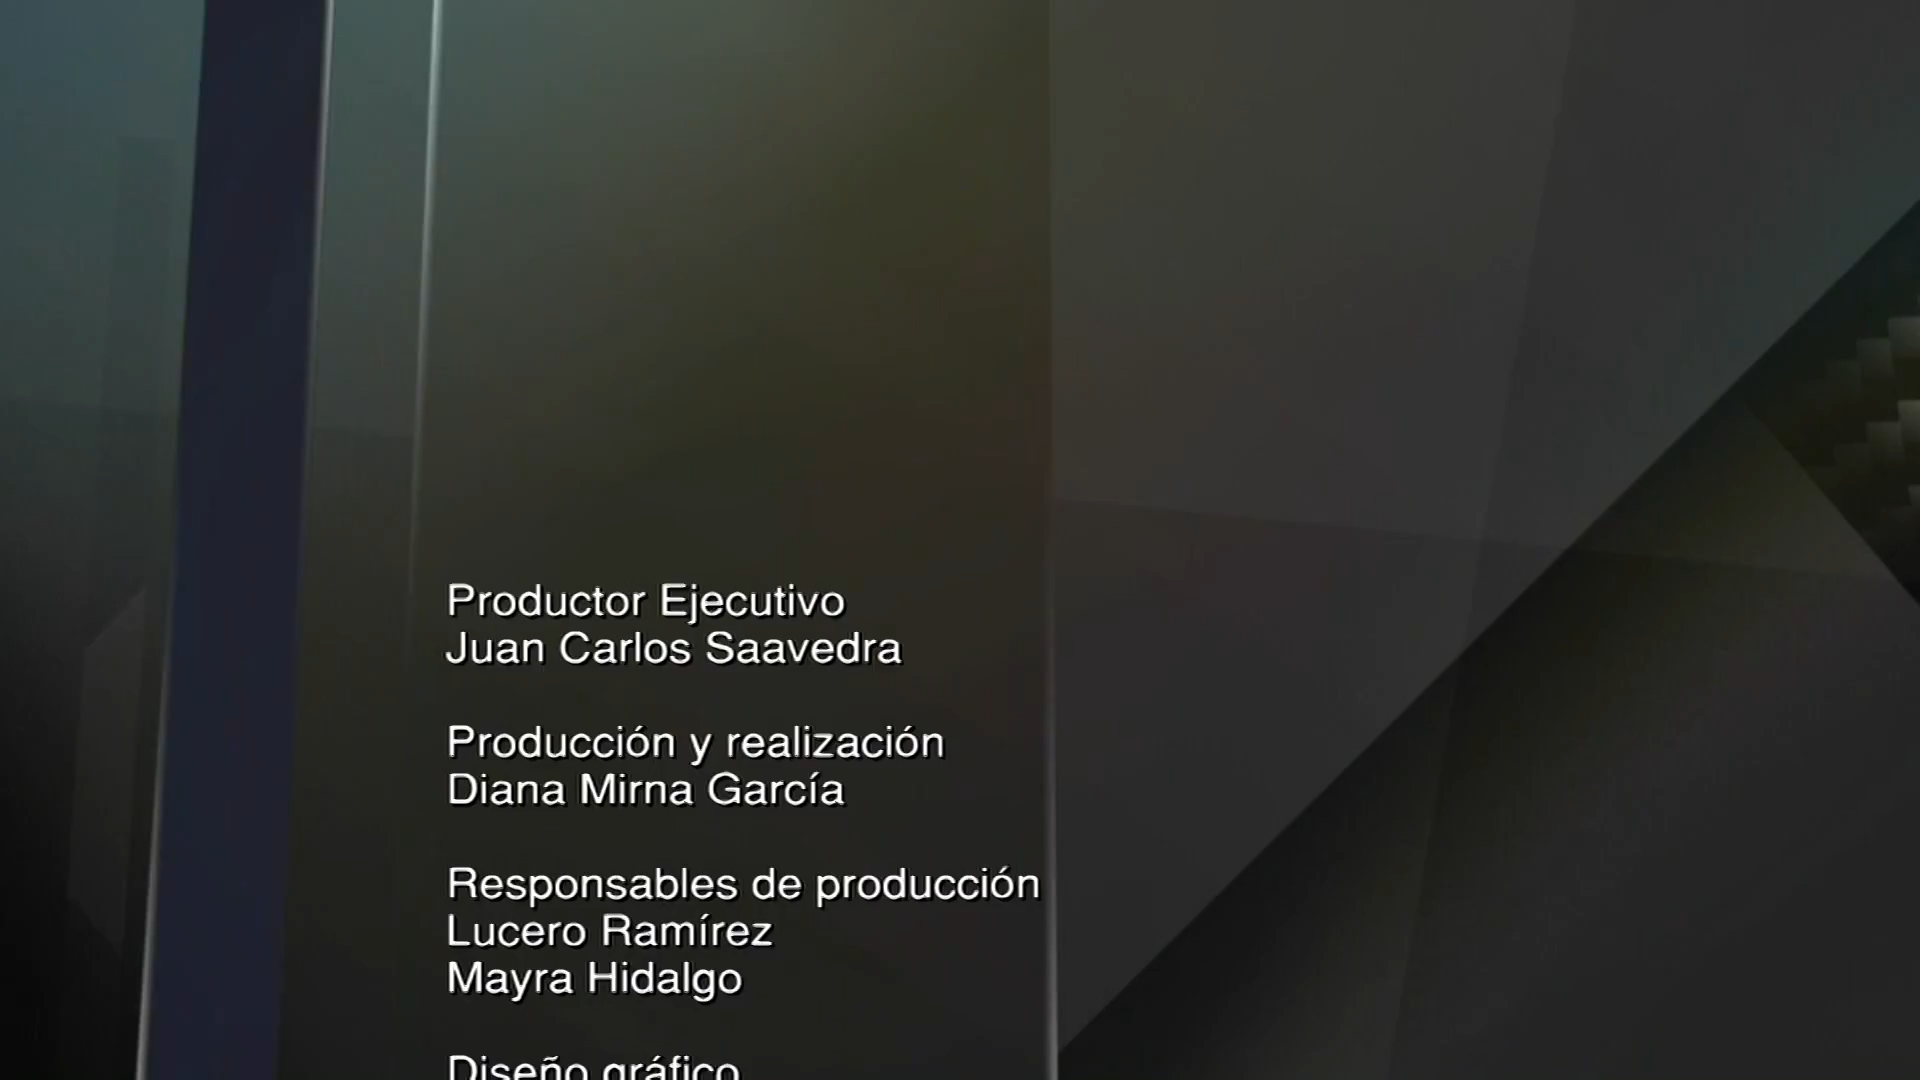 Productor Ejecutivo
Juan Carlos Saavedra
Producción y realización
Diana Mirna García
Responsables de producción
Lucero Ramírez
Mayra Hidalgo
Diseño gráfico